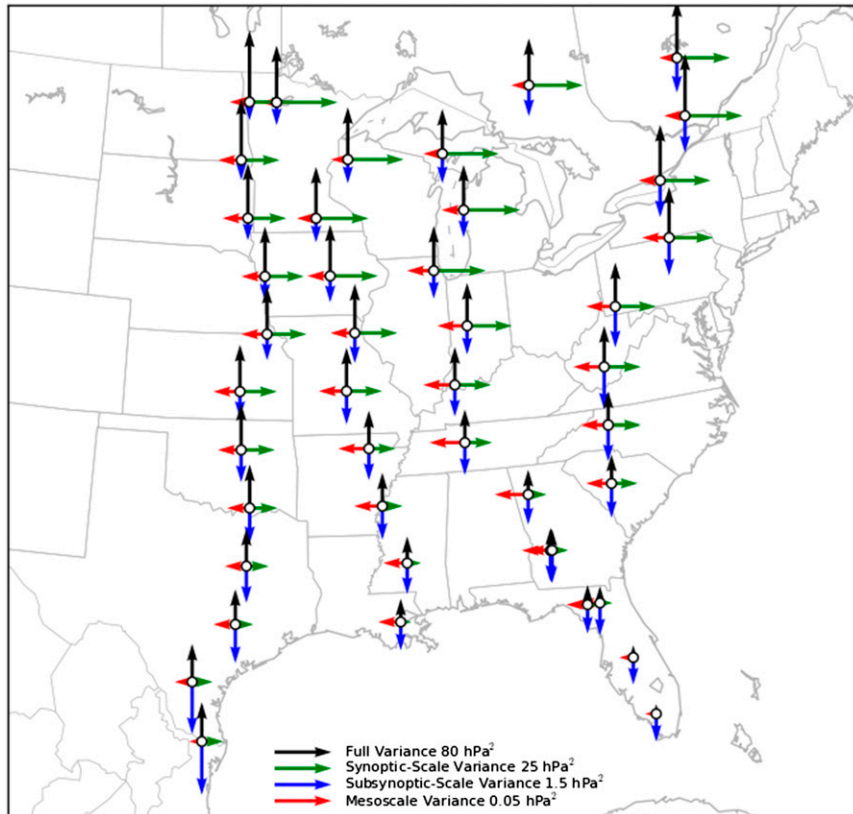 Full Variance 80 hPa²
Synoptic-Scale Variance 25 hPa²
Subsynoptic-Scale Variance 1.5 hPa²
Mesoscale Variance 0.05 hPa²